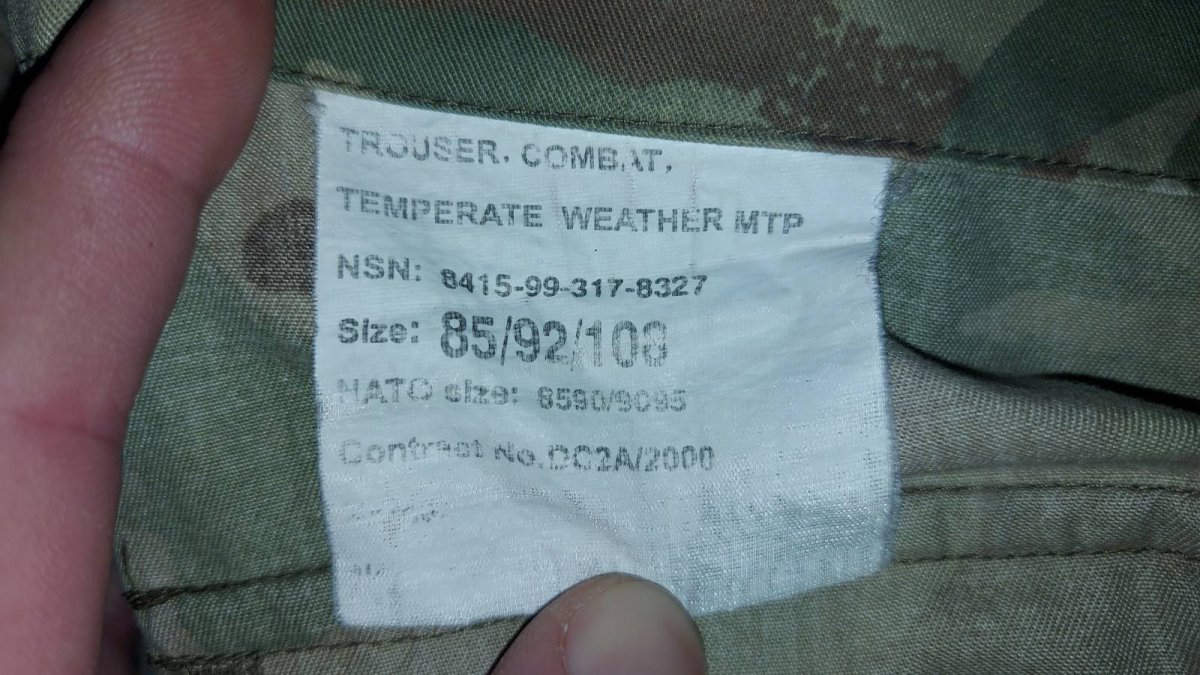 TROUSER. COMBAT,
TEMPERATE WEATHER MTP
NSN: 8415-99-317-8327
Size: 85/92/108
NATO size: 8590/9095
Contract No.DC2A/2000